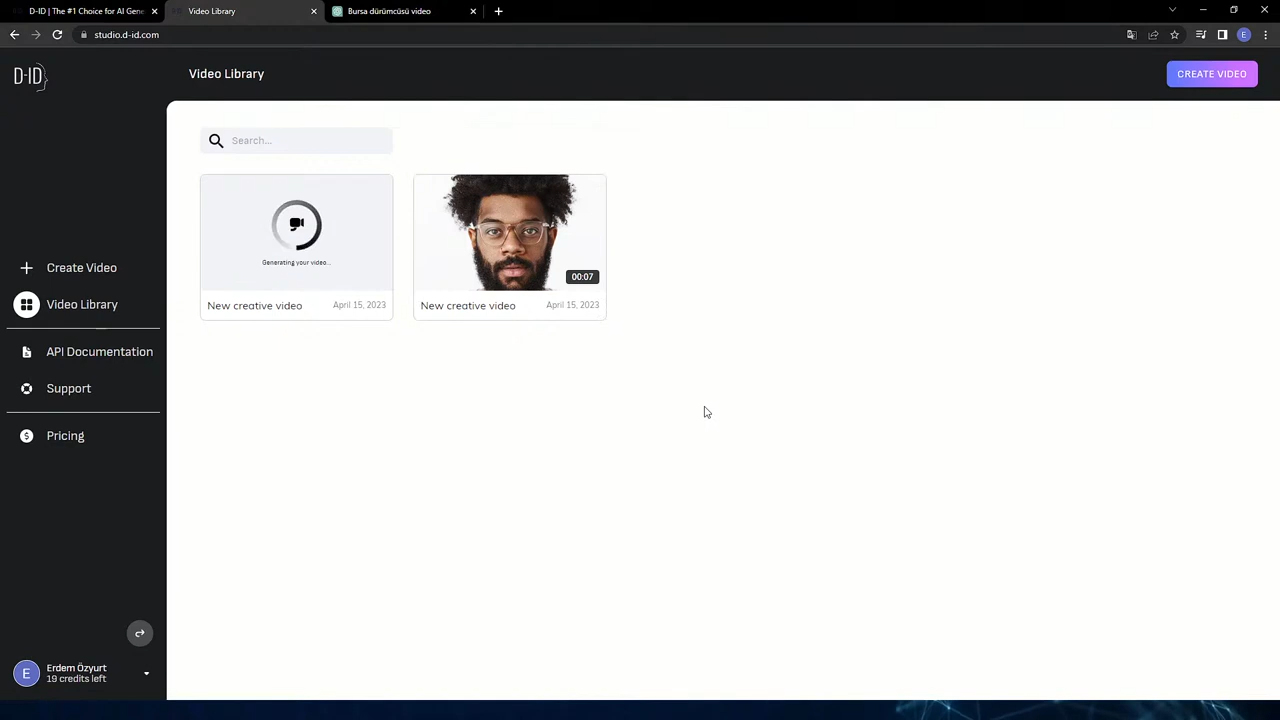 D-ID | The #1 Choice for AI Gene
Video Library
Bursa dürümcüsü video
studio.d-id.com
E
D-ID
Video Library
CREATE VIDEO
Search...
Generating your video...
New creative video
April 15, 2023
00:07
New creative video
April 15, 2023
Create Video
Video Library
API Documentation
Support
Pricing
E
Erdem Özyurt
19 credits left